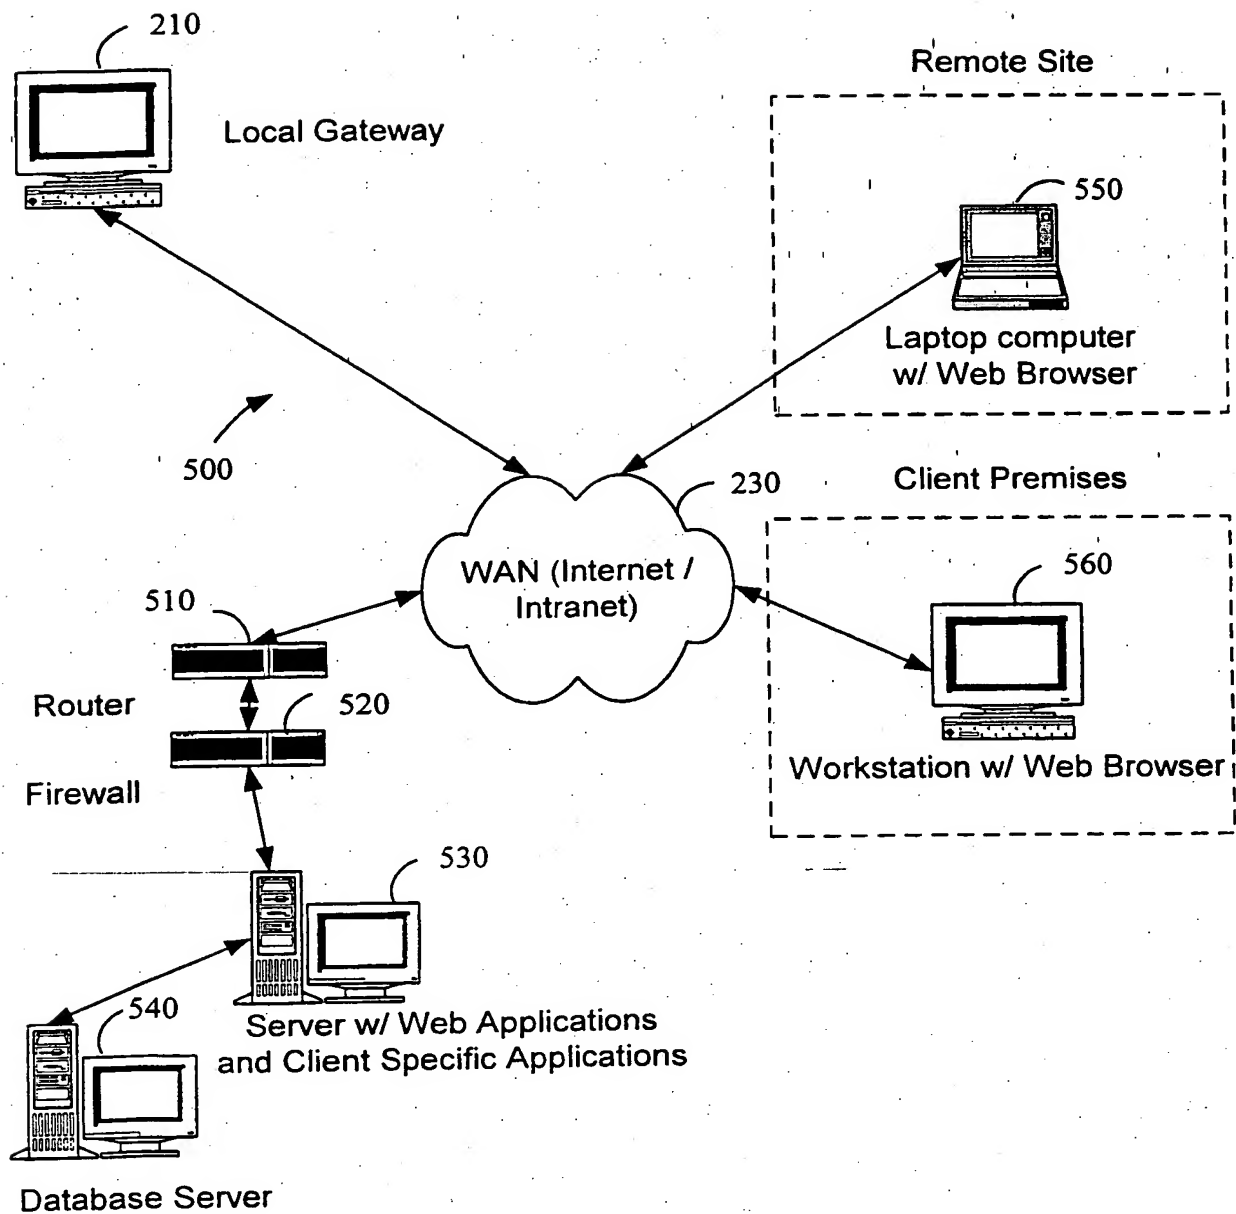 210
Local Gateway
Remote Site
550
Laptop computer
w/ Web Browser
500
230
Client Premises
WAN (Internet /
Intranet)
560
Workstation w/ Web Browser
510
Router
520
Firewall
530
Server w/ Web Applications
and Client Specific Applications
540
Database Server